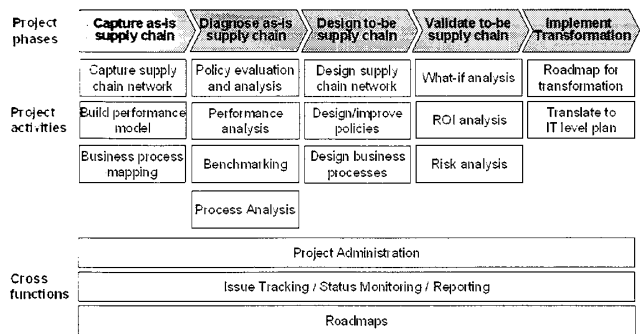 Project phases
Capture as-is supply chain
Diagnose as-is supply chain
Design to-be supply chain
Validate to-be supply chain
Implement Transformation
Project activities
Capture supply chain network
Build performance model
Business process mapping
Policy evaluation and analysis
Performance analysis
Benchmarking
Process Analysis
Design supply chain network
Design/improve policies
Design business processes
What-if analysis
ROI analysis
Risk analysis
Roadmap for transformation
Translate to IT level plan
Cross functions
Project Administration
Issue Tracking / Status Monitoring / Reporting
Roadmaps